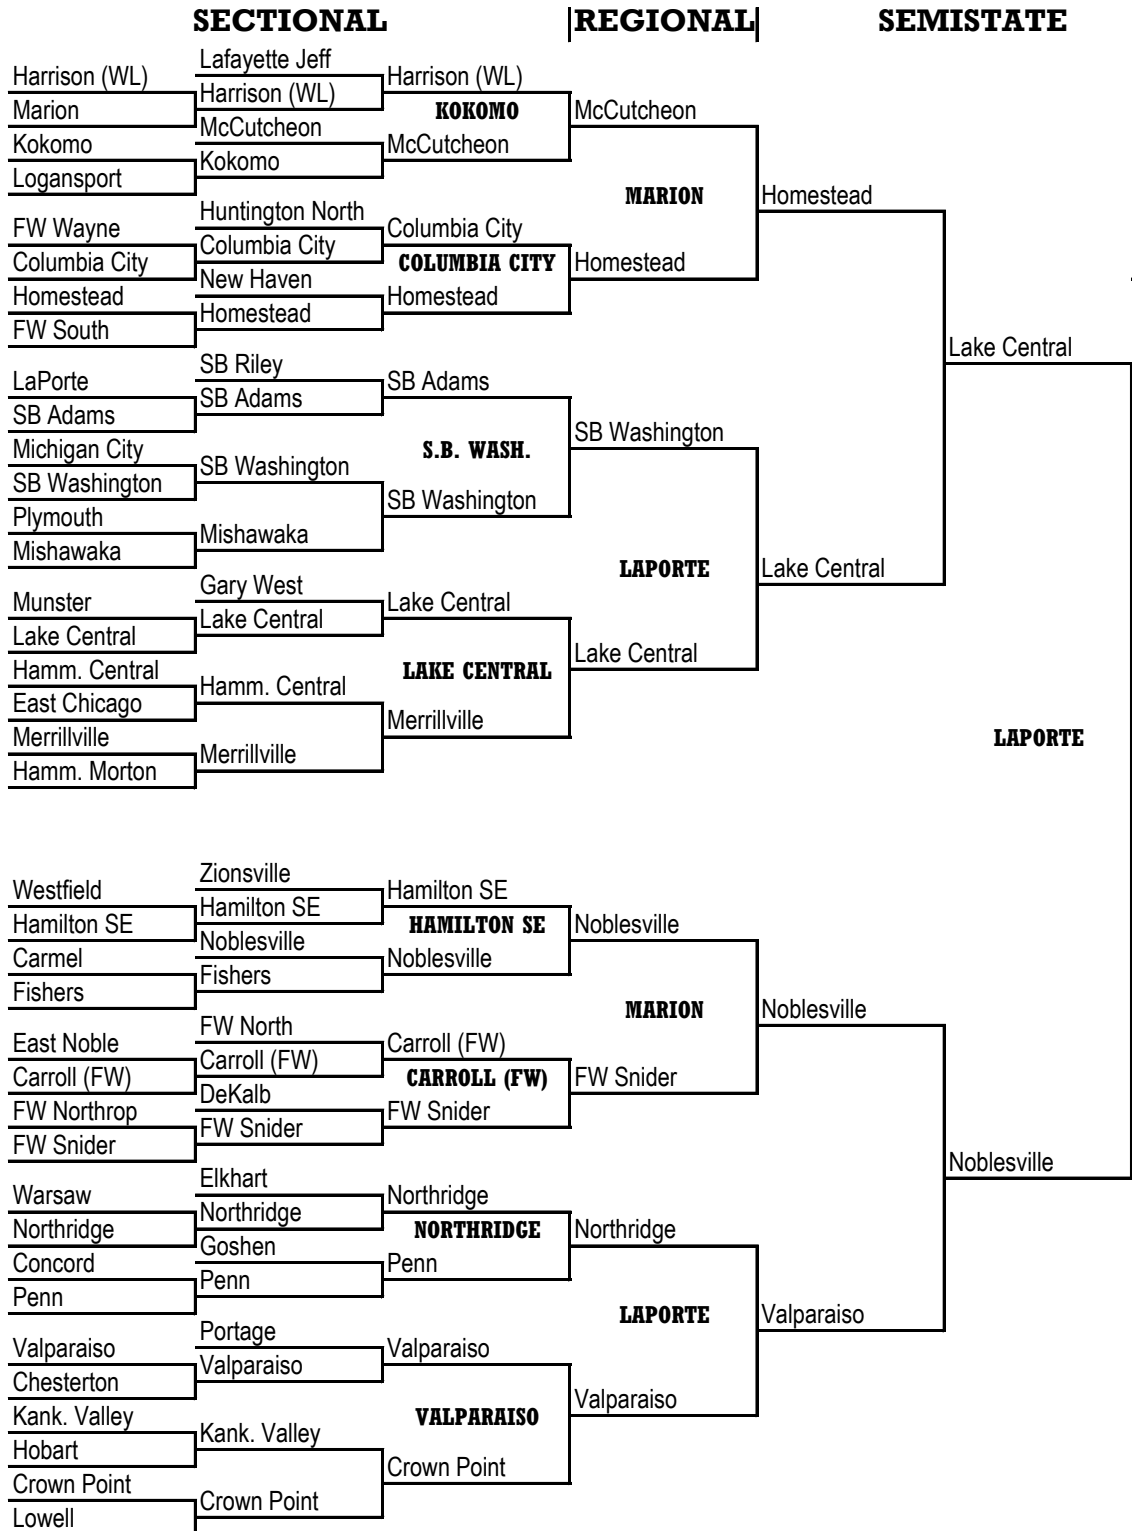 SECTIONAL REGIONAL SEMISTATE
Lafayette Jeff
Harrison (WL) Harrison (WL)
Harrison (WL)
Marion KOKOMO McCutcheon
McCutcheon
Kokomo McCutcheon
Kokomo
Logansport
MARION Homestead
Huntington North
FW Wayne Columbia City
Columbia City
Columbia City COLUMBIA CITY Homestead
New Haven
Homestead Homestead
Homestead
FW South
Lake Central
SB Riley
LaPorte SB Adams
SB Adams
SB Adams
SB Washington
Michigan City S.B. WASH.
SB Washington
SB Washington
SB Washington
Plymouth
Mishawaka
Mishawaka
LAPORTE Lake Central
Gary West
Munster Lake Central
Lake Central
Lake Central
Lake Central
Hamm. Central LAKE CENTRAL
Hamm. Central
East Chicago
Merrillville
Merrillville LAPORTE
Merrillville
Hamm. Morton
Zionsville
Westfield Hamilton SE
Hamilton SE
Hamilton SE HAMILTON SE Noblesville
Noblesville
Carmel Noblesville
Fishers
Fishers
MARION Noblesville
FW North
East Noble Carroll (FW)
Carroll (FW)
Carroll (FW) CARROLL (FW) FW Snider
DeKalb
FW Northrop FW Snider
FW Snider
FW Snider
Noblesville
Elkhart
Warsaw Northridge
Northridge
Northridge NORTHRIDGE Northridge
Goshen
Concord Penn
Penn
Penn
LAPORTE Valparaiso
Portage
Valparaiso Valparaiso
Valparaiso
Chesterton
Valparaiso
Kank. Valley VALPARAISO
Kank. Valley
Hobart
Crown Point
Crown Point
Crown Point
Lowell